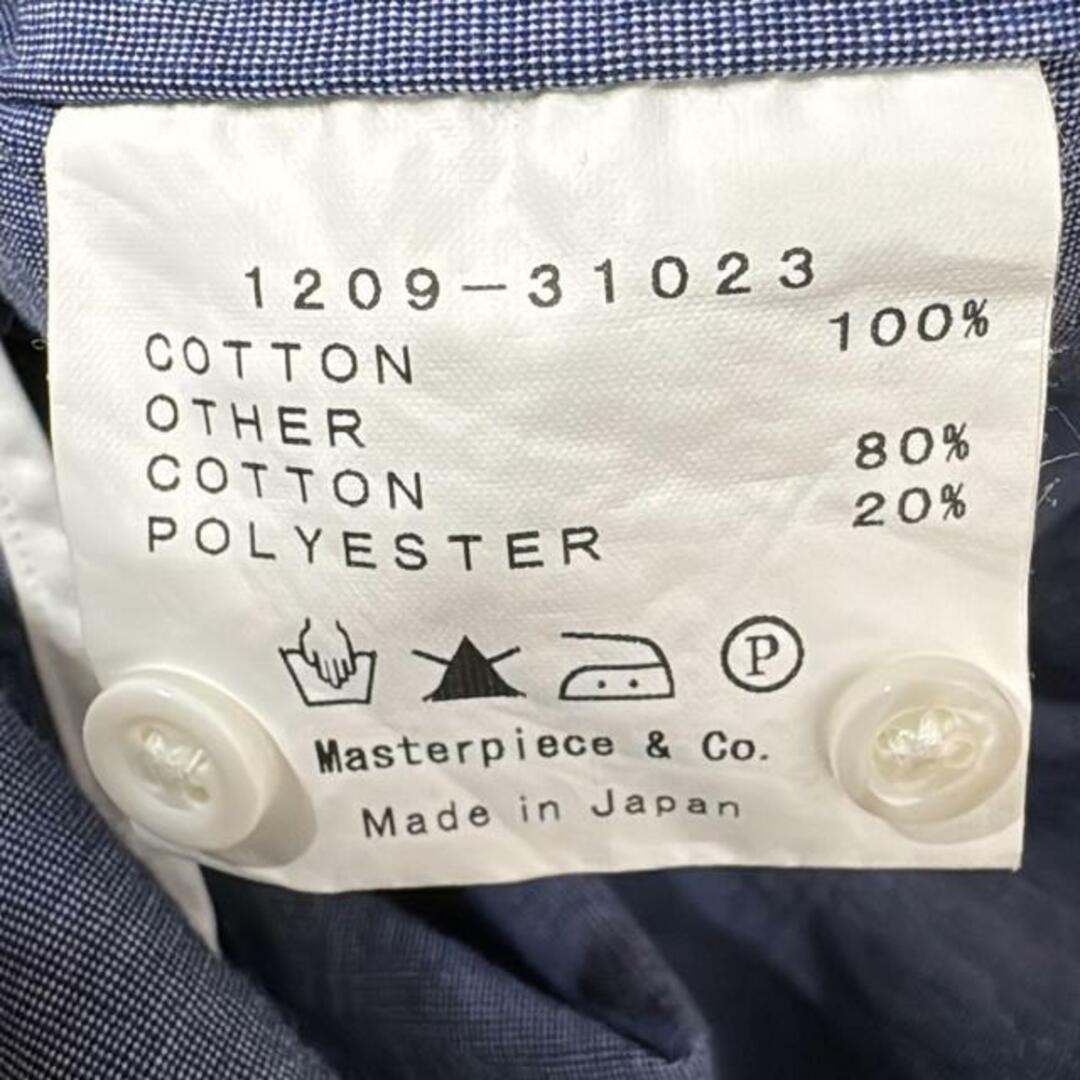 1209-31023
COTTON 100%
OTHER
COTTON 80%
POLYESTER 20%
P
Masterpiece & Co.
Made in Japan